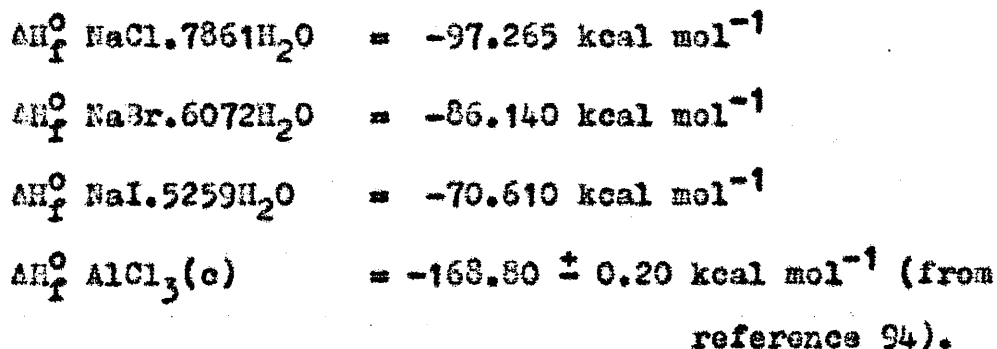 ΔH°f NaCl.7861H2O = -97.265 kcal mol⁻¹
ΔH°f NaBr.6072H2O = -86.140 kcal mol⁻¹
ΔH°f NaI.5259H2O = -70.610 kcal mol⁻¹
ΔH°f AlCl3(c) = -168.80 ± 0.20 kcal mol⁻¹ (from
reference 94).